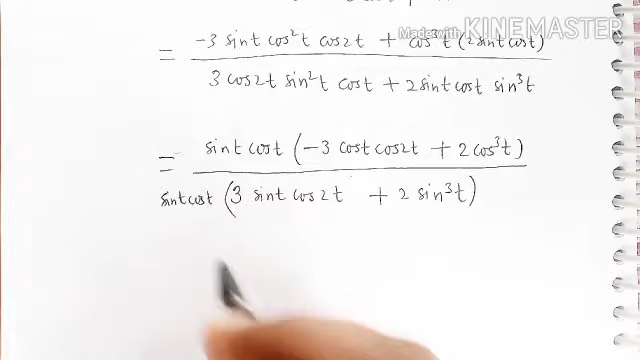 Made with KINEMASTER
= -3 sint cos²t cos2t + cos³t (2 sint cost)
3 cos2t sin²t cost + 2 sint cost sin³t
= sint cost (-3 cost cos2t + 2 cos³t)
sint cost (3 sint cos2t + 2 sin³t)